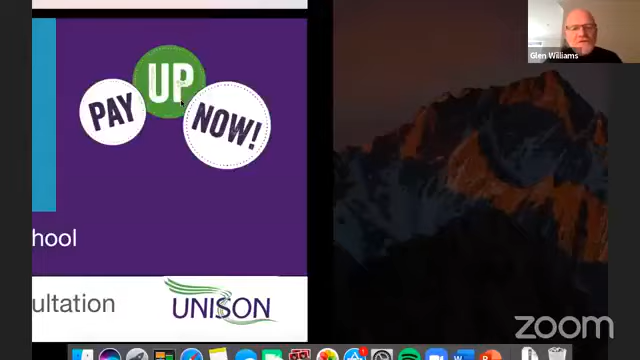 Glen Williams
PAY
UP
NOW!
hool
ultation
UNISON
zoom